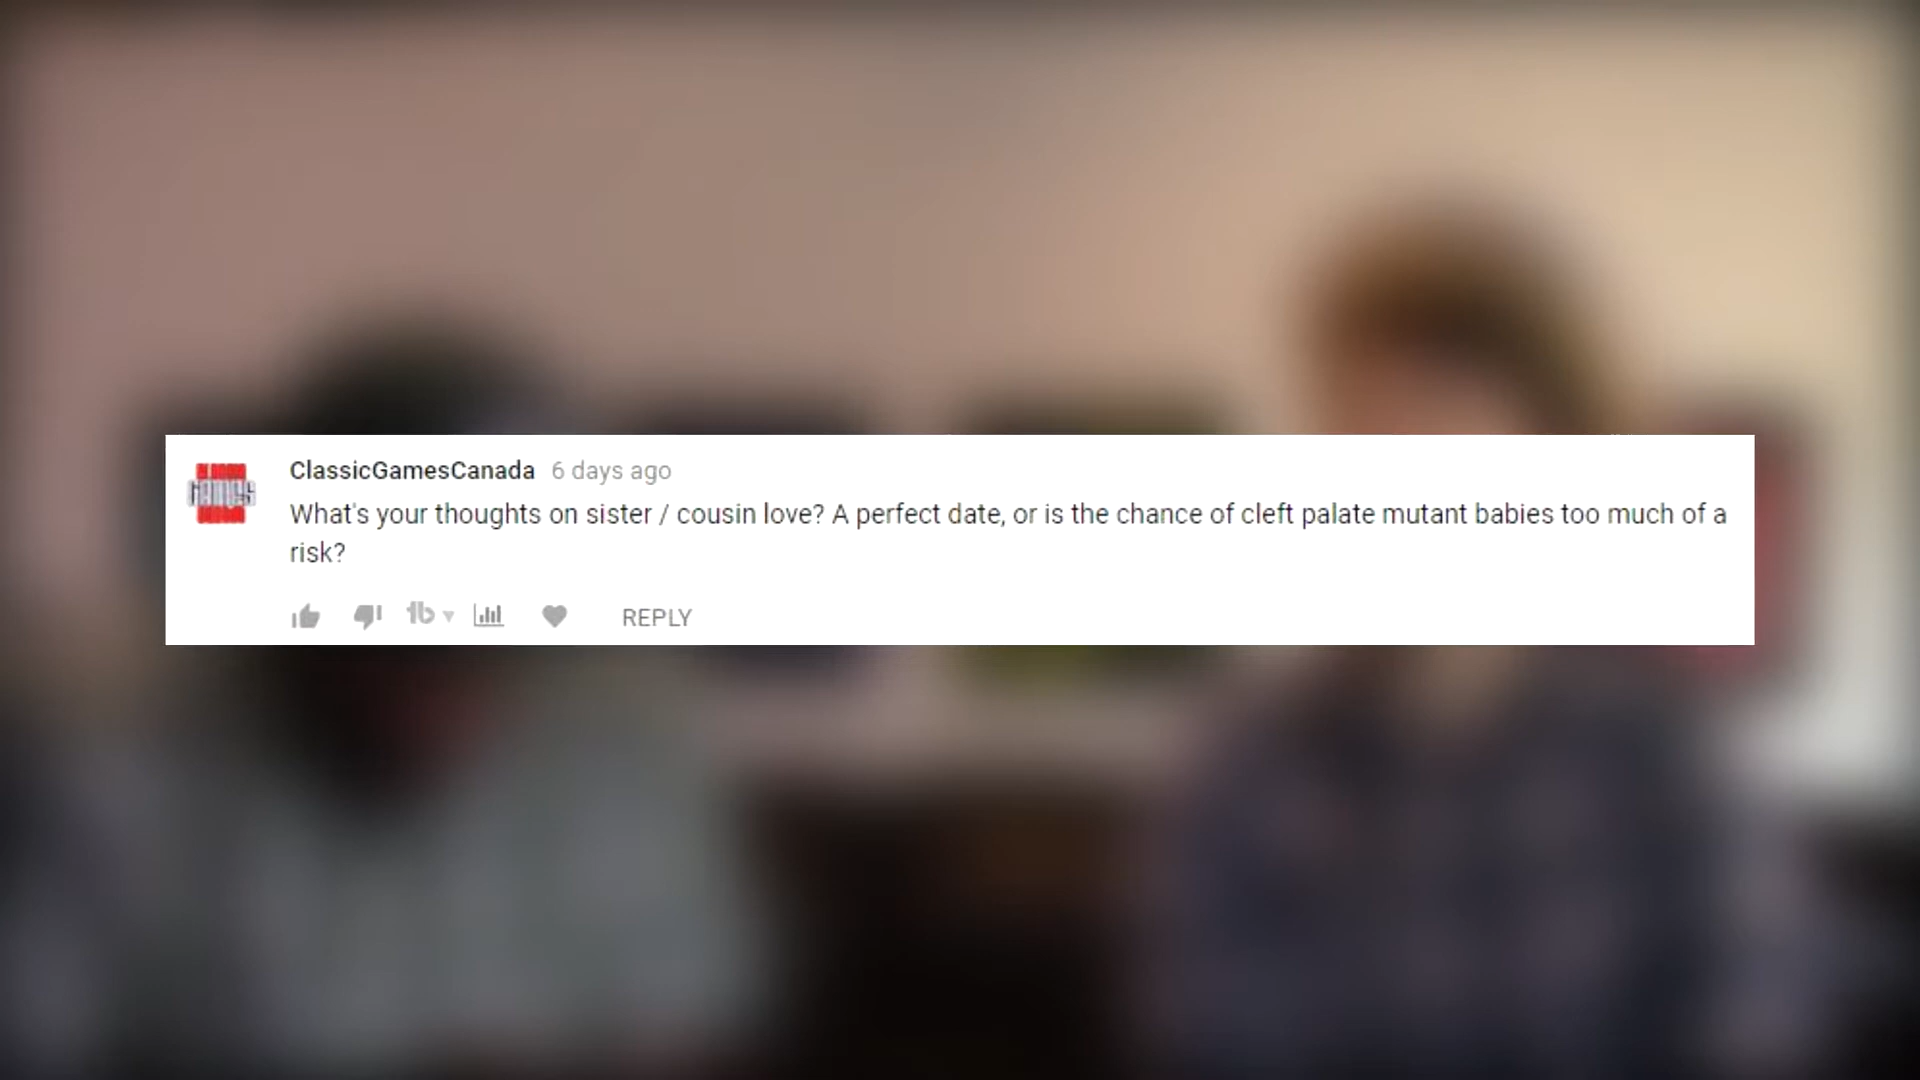 ClassicGamesCanada 6 days ago
What's your thoughts on sister / cousin love? A perfect date, or is the chance of cleft palate mutant babies too much of a
risk?
REPLY